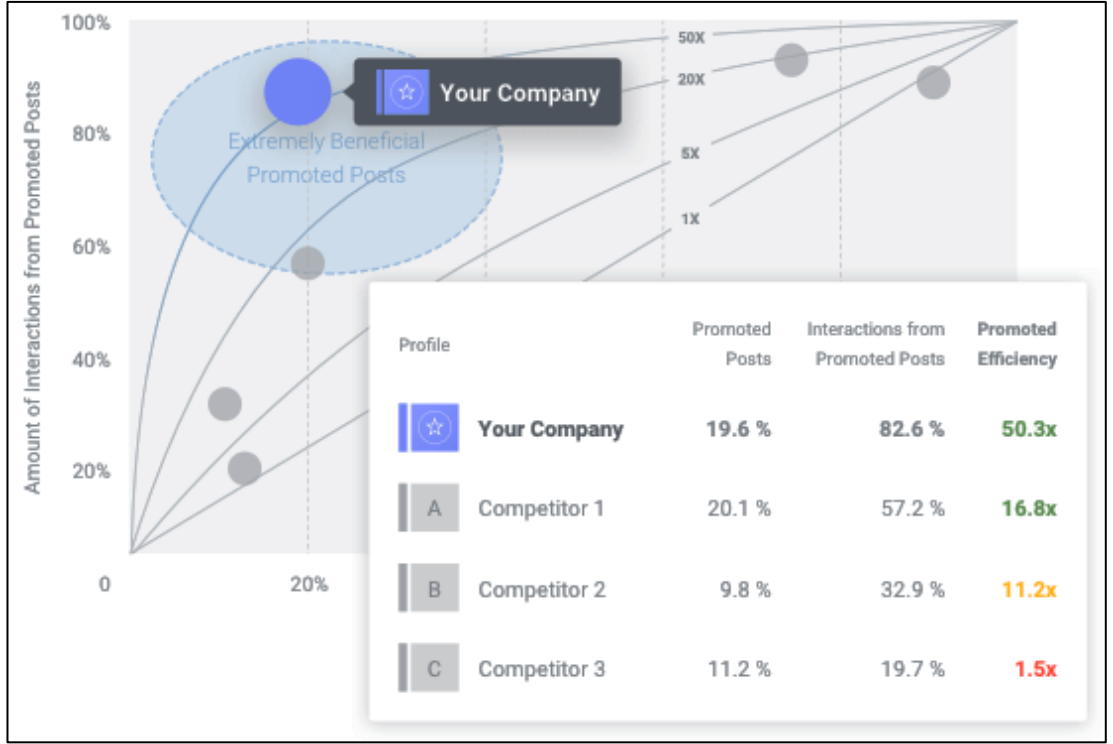 100%
80%
60%
40%
20%
0
20%
Amount of Interactions from Promoted Posts
50X
20X
5X
1X
Your Company
Extremely Beneficial
Promoted Posts
Profile
Promoted
Posts
Interactions from
Promoted Posts
Promoted
Efficiency
Your Company 19.6 % 82.6 % 50.3x
A Competitor 1 20.1 % 57.2 % 16.8x
B Competitor 2 9.8 % 32.9 % 11.2x
C Competitor 3 11.2 % 19.7 % 1.5x